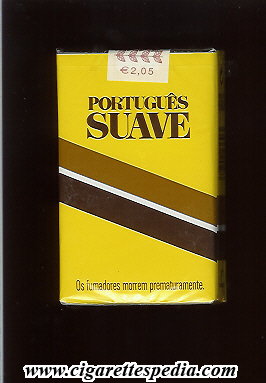 €2,05
PORTUGUÊS
SUAVE
Os fumadores morrem prematuramente.
www.cigarettespedia.com